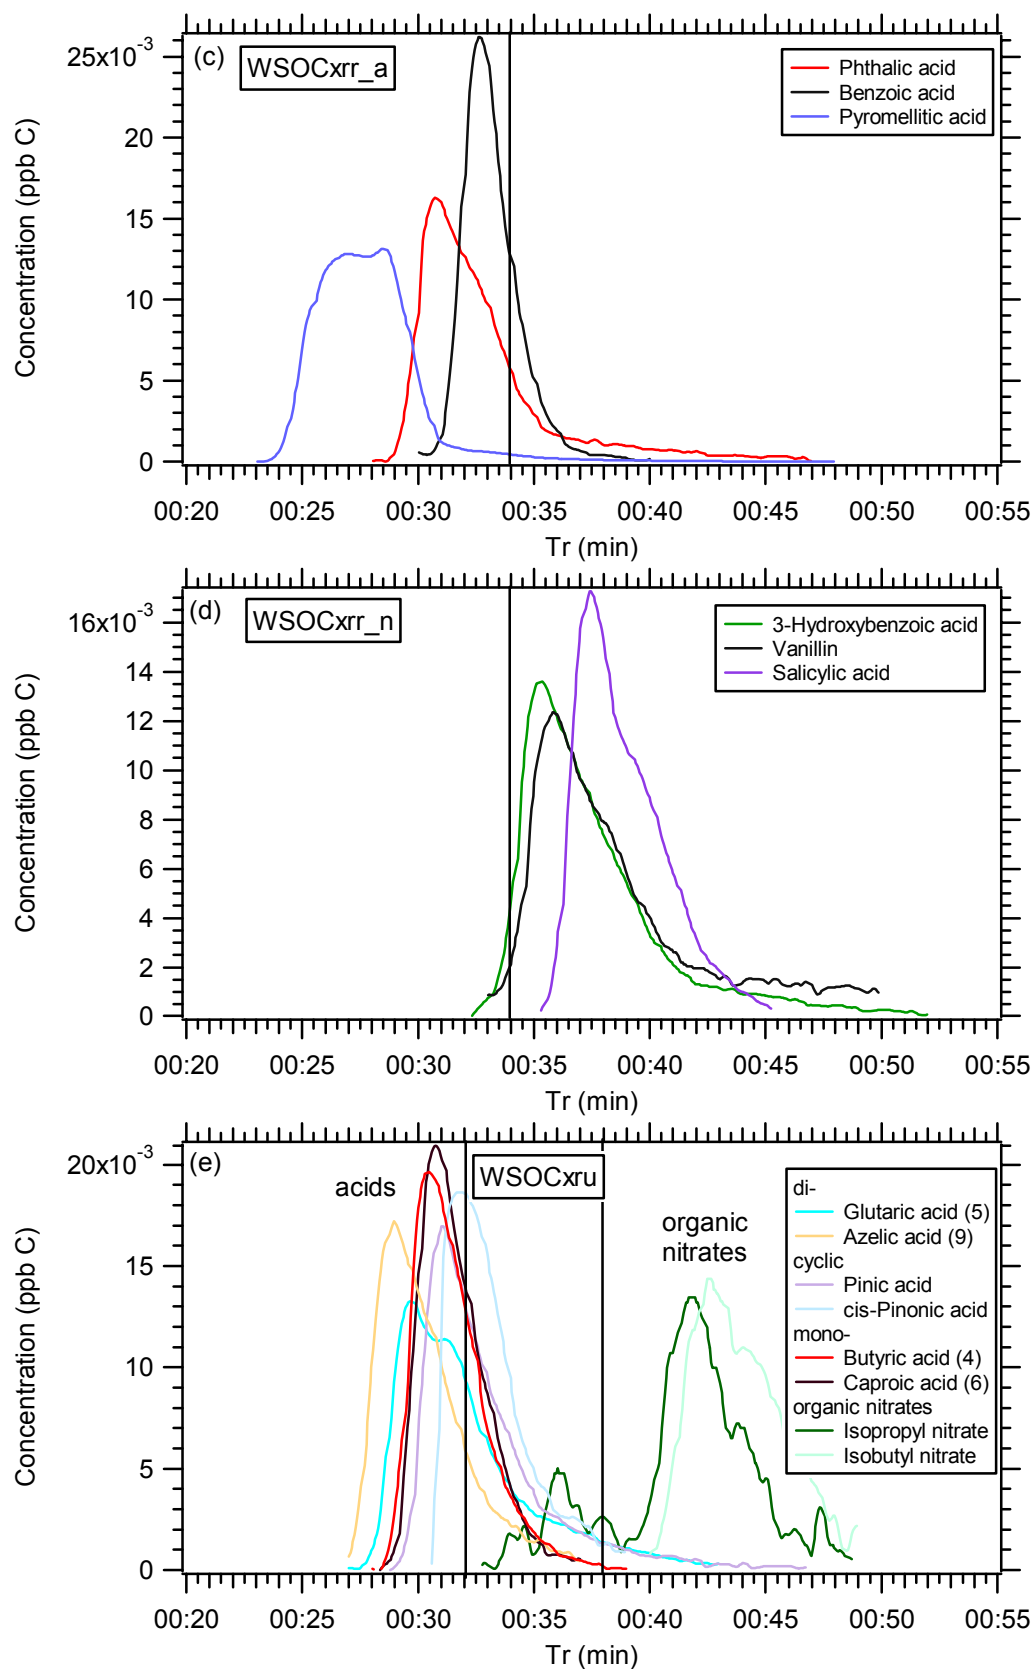 (c)
WSOCxrr_a
Phthalic acid
Benzoic acid
Pyromellitic acid
Concentration (ppb C)
25x10⁻³
20
15
10
5
0
00:20 00:25 00:30 00:35 00:40 00:45 00:50 00:55
Tr (min)
(d)
WSOCxrr_n
3-Hydroxybenzoic acid
Vanillin
Salicylic acid
Concentration (ppb C)
16x10⁻³
14
12
10
8
6
4
2
0
00:20 00:25 00:30 00:35 00:40 00:45 00:50 00:55
Tr (min)
(e)
acids
WSOCxru
organic
nitrates
di-
Glutaric acid (5)
Azelic acid (9)
cyclic
Pinic acid
cis-Pinonic acid
mono-
Butyric acid (4)
Caproic acid (6)
organic nitrates
Isopropyl nitrate
Isobutyl nitrate
Concentration (ppb C)
20x10⁻³
15
10
5
0
00:20 00:25 00:30 00:35 00:40 00:45 00:50 00:55
Tr (min)